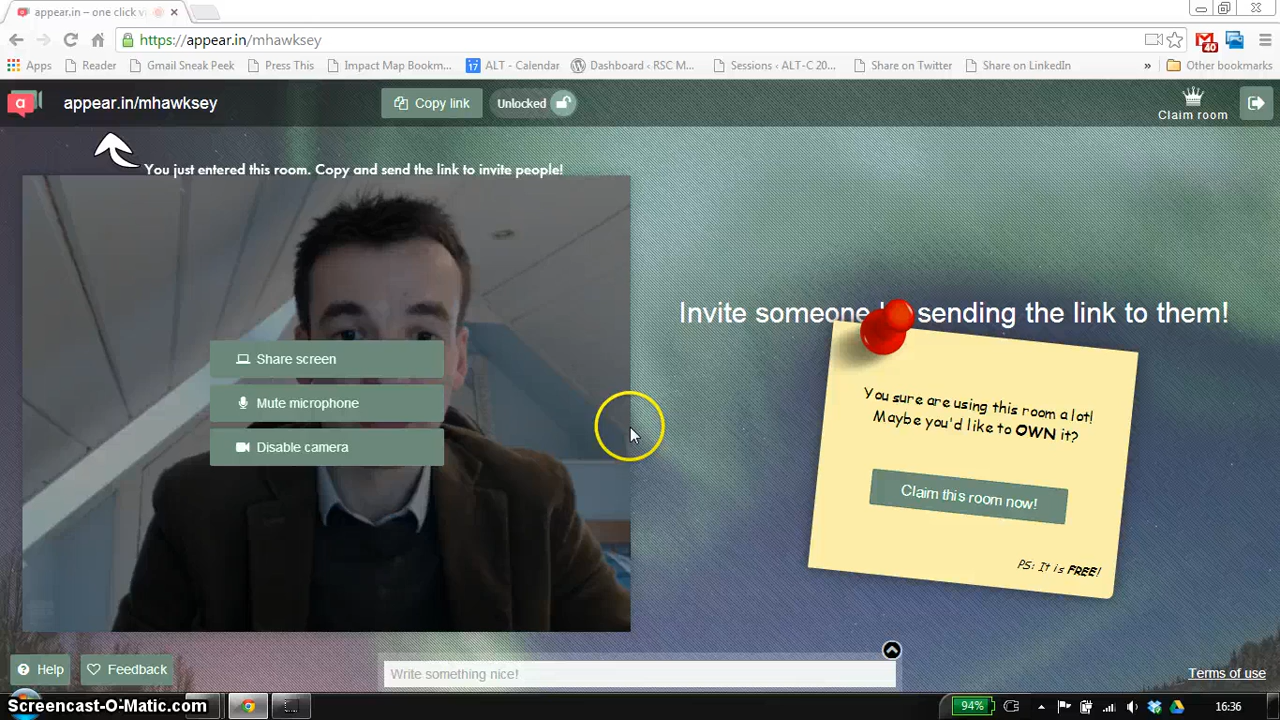 appear.in – one click v
https://appear.in/mhawksey
40
Apps
Reader
Gmail Sneak Peek
Press This
Impact Map Bookm...
17
ALT - Calendar
Dashboard ‹ RSC M...
Sessions ‹ ALT-C 20...
Share on Twitter
Share on LinkedIn
»
Other bookmarks
a
appear.in/mhawksey
Copy link
Unlocked
Claim room
You just entered this room. Copy and send the link to invite people!
Share screen
Mute microphone
Disable camera
Invite someone sending the link to them!
You sure are using this room a lot!
Maybe you'd like to OWN it?
Claim this room now!
PS: It is FREE!
Help
Feedback
Write something nice!
Terms of use
Screencast-O-Matic.com
94%
16:36